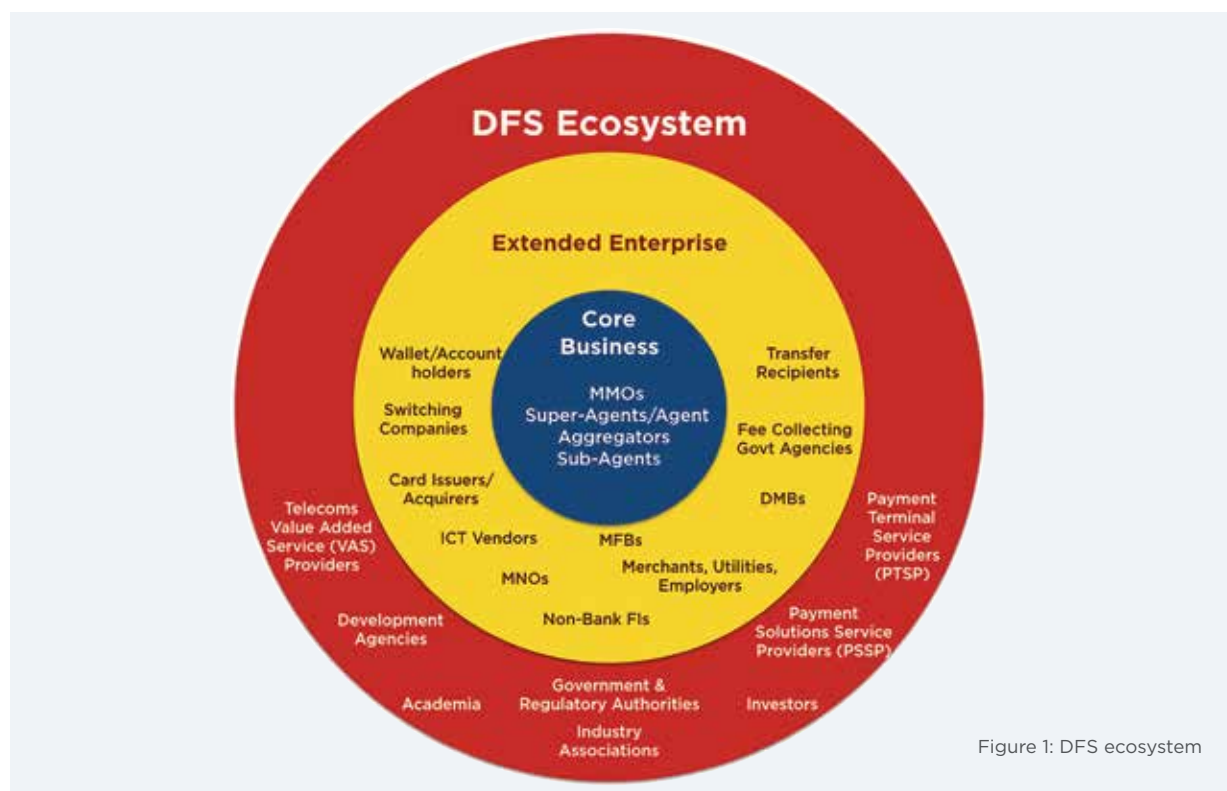 DFS Ecosystem
Extended Enterprise
Core
Business
MMOs
Super-Agents/Agent
Aggregators
Sub-Agents
Wallet/Account
holders
Switching
Companies
Card Issuers/
Acquirers
ICT Vendors
MNOs
Non-Bank FIs
MFBs
Merchants, Utilities,
Employers
DMBs
Fee Collecting
Govt Agencies
Transfer
Recipients
Telecoms
Value Added
Service (VAS)
Providers
Development
Agencies
Academia
Government &
Regulatory Authorities
Industry
Associations
Investors
Payment
Solutions Service
Providers (PSSP)
Payment
Terminal
Service
Providers
(PTSP)
Figure 1: DFS ecosystem